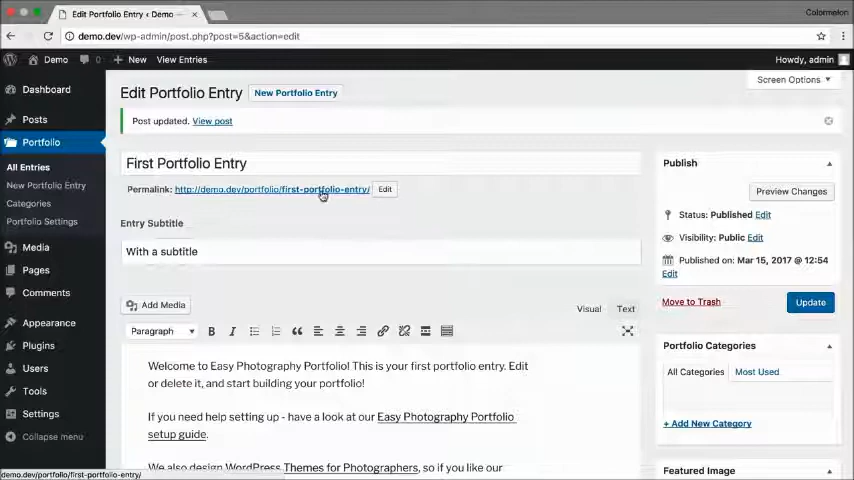 Edit Portfolio Entry ‹ Demo
Colormelon
demo.dev/wp-admin/post.php?post=5&action=edit
Demo 0 New View Entries Howdy, admin
Screen Options
Dashboard
Posts
Portfolio
All Entries
New Portfolio Entry
Categories
Portfolio Settings
Media
Pages
Comments
Appearance
Plugins
Users
Tools
Settings
Collapse menu
Edit Portfolio Entry New Portfolio Entry
Post updated. View post
First Portfolio Entry
Permalink: http://demo.dev/portfolio/first-portfolio-entry/ Edit
Entry Subtitle
With a subtitle
Add Media
Visual Text
Paragraph B I
Welcome to Easy Photography Portfolio! This is your first portfolio entry. Edit
or delete it, and start building your portfolio!
If you need help setting up - have a look at our Easy Photography Portfolio
setup guide.
We also design WordPress Themes for Photographers, so if you like our
Publish
Preview Changes
Status: Published Edit
Visibility: Public Edit
Published on: Mar 15, 2017 @ 12:54
Edit
Move to Trash Update
Portfolio Categories
All Categories Most Used
+ Add New Category
Featured Image
demo.dev/portfolio/first-portfolio-entry/